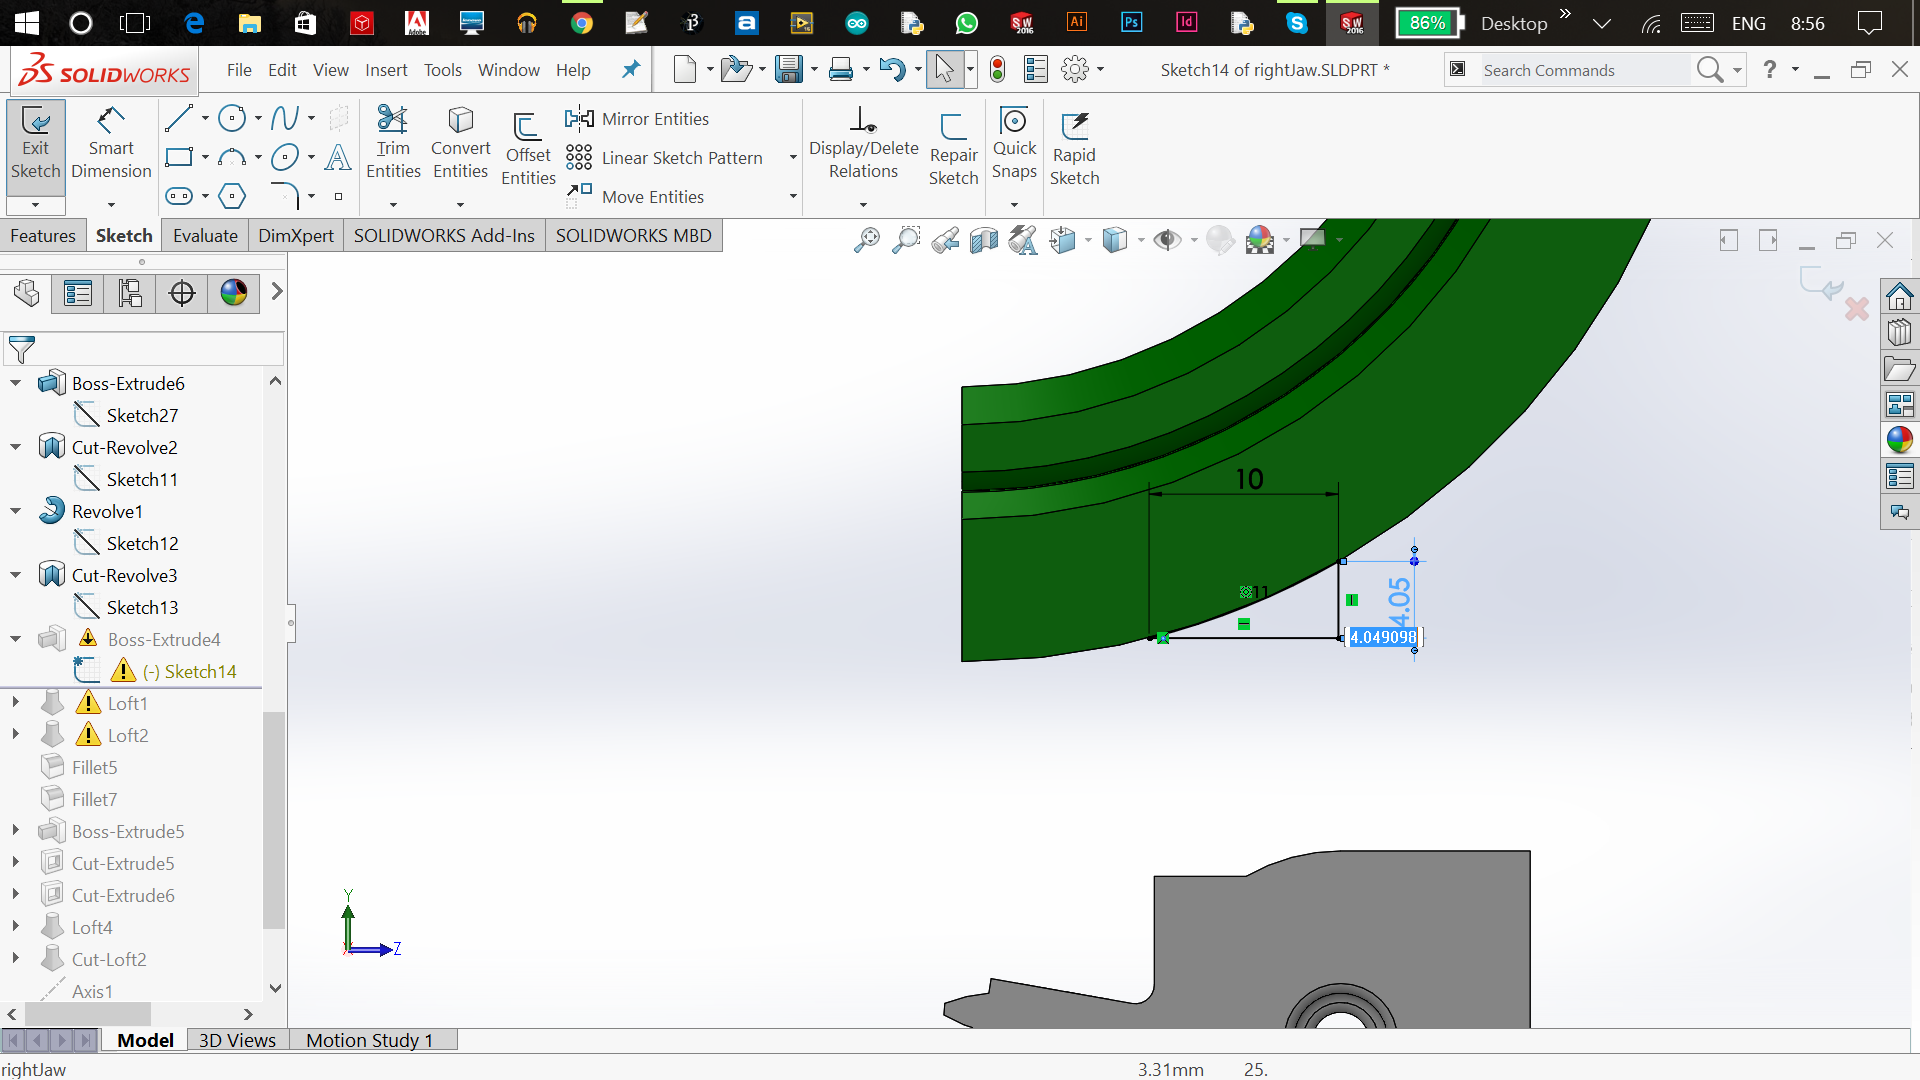 86% Desktop ENG 8:56
SOLIDWORKS File Edit View Insert Tools Window Help Sketch14 of rightJaw.SLDPRT * Search Commands ?
Exit Sketch
Smart Dimension
Trim Entities
Convert Entities
Offset Entities
Mirror Entities
Linear Sketch Pattern
Move Entities
Display/Delete Relations
Repair Sketch
Quick Snaps
Rapid Sketch
Features Sketch Evaluate DimXpert SOLIDWORKS Add-Ins SOLIDWORKS MBD
Boss-Extrude6
Sketch27
Cut-Revolve2
Sketch11
Revolve1
Sketch12
Cut-Revolve3
Sketch13
Boss-Extrude4
(-) Sketch14
Loft1
Loft2
Fillet5
Fillet7
Boss-Extrude5
Cut-Extrude5
Cut-Extrude6
Loft4
Cut-Loft2
Axis1
10
11
4.05
4.049098
Y
X Z
Model 3D Views Motion Study 1
rightJaw 3.31mm 25.